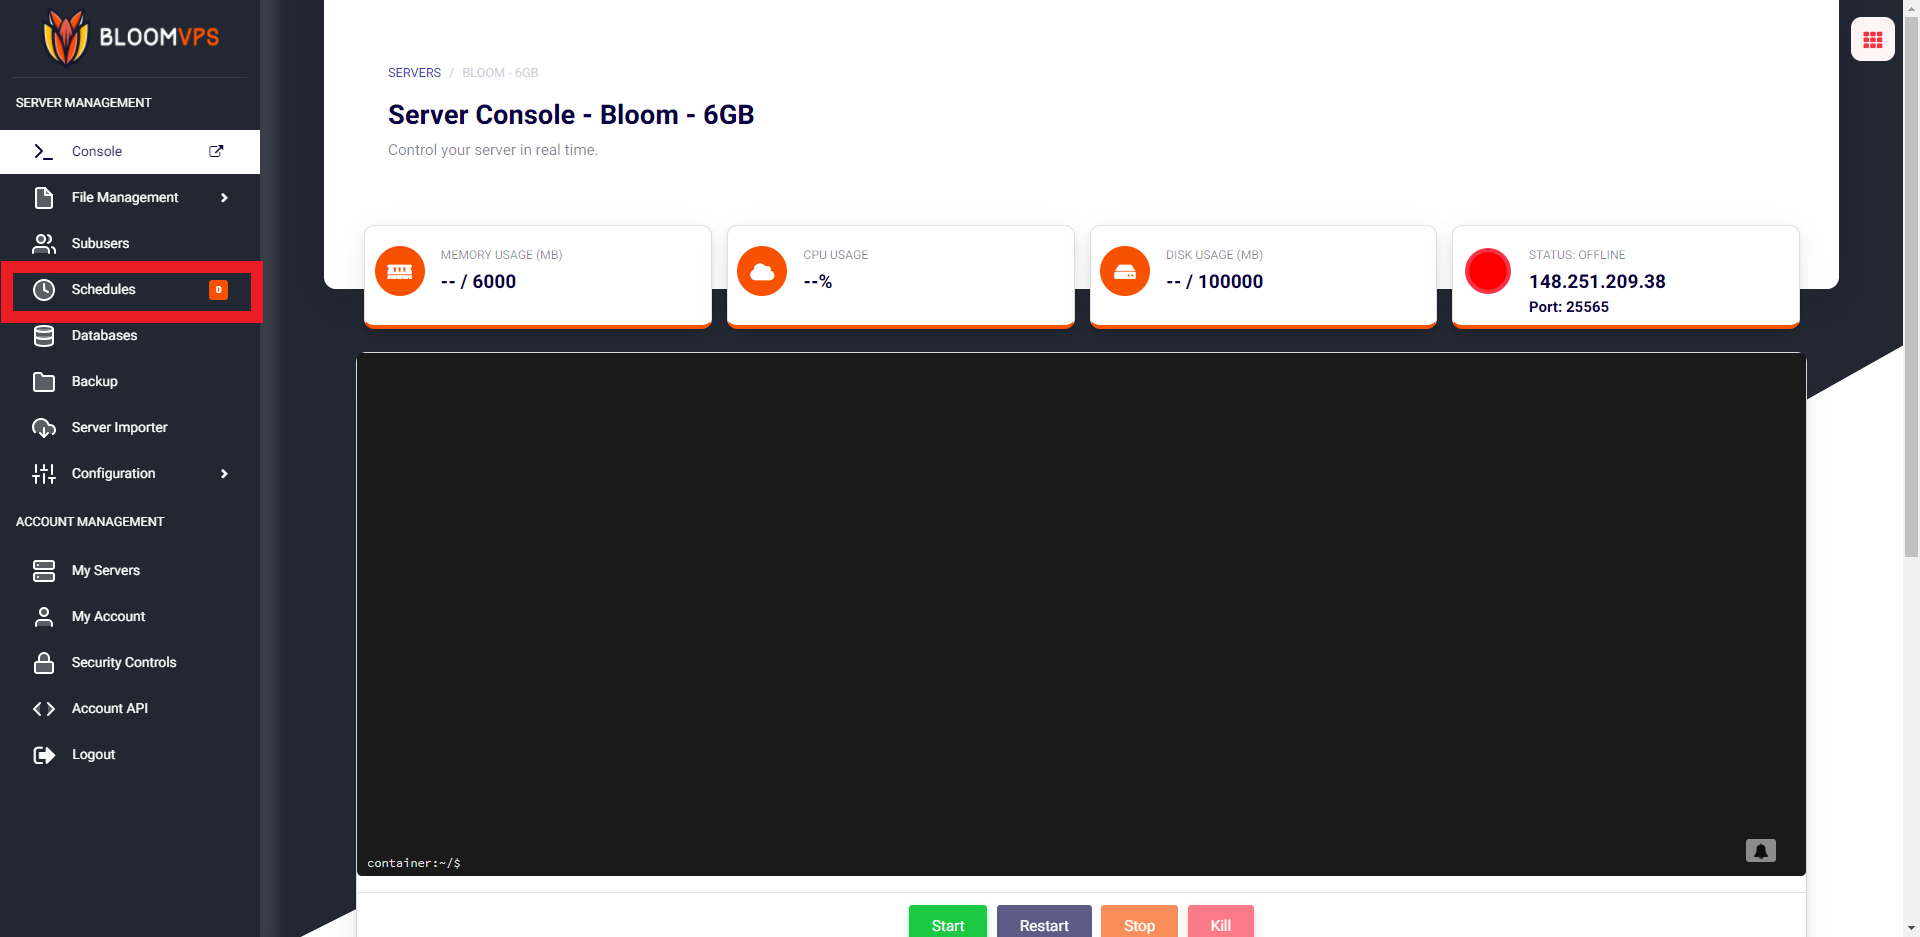 BLOOMVPS
SERVER MANAGEMENT
Console
File Management
Subusers
Schedules 0
Databases
Backup
Server Importer
Configuration
ACCOUNT MANAGEMENT
My Servers
My Account
Security Controls
Account API
Logout
SERVERS / BLOOM - 6GB
Server Console - Bloom - 6GB
Control your server in real time.
MEMORY USAGE (MB)
-- / 6000
CPU USAGE
--%
DISK USAGE (MB)
-- / 100000
STATUS: OFFLINE
148.251.209.38
Port: 25565
container:~/$
Start Restart Stop Kill